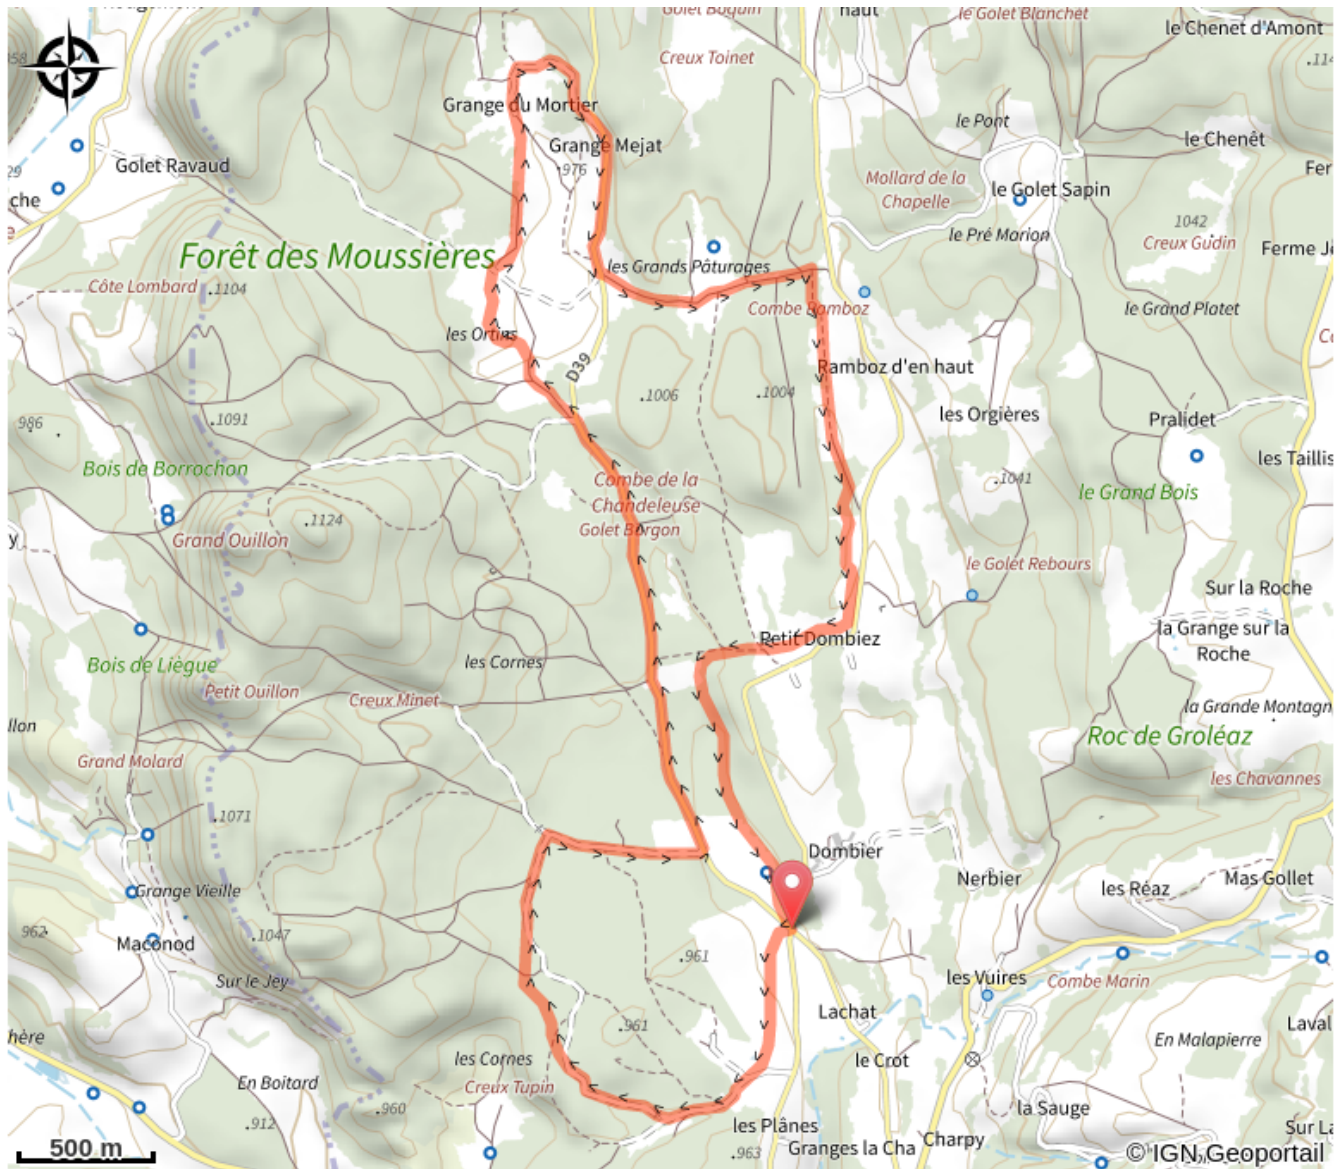 haut
le Golet Blanchet
le Chenet d'Amont
Creux Toinet
Grange du Mortier
le Pont
le Chenêt
Golet Ravaud
Grange Mejat
976
Mollard de la
Chapelle
le Golet Sapin
che
1042
Creux Gudin
le Pré Marion
Forêt des Moussières
les Grands Pâturages
Côte Lombard
1104
Combe Ramboz
le Grand Platet
les Ortins
D39
Ramboz d'en haut
1006
1004
les Orgières
1091
986
Pralidet
Bois de Borrochon
Combe de la
Chandeleuse
1041
le Grand Bois
les Taillis
1124
Golet Burgon
Grand Ouillon
le Golet Rebours
Sur la Roche
Petit Dombiez
la Grange sur la
Roche
Bois de Liègue
les Cornes
Petit Ouillon
Creux Minet
la Grande Montagn
llon
Roc de Groléaz
Grand Molard
les Chavannes
1071
Dombier
Grange Vieille
Nerbier
les Réaz
Mas Gollet
962
Maconod
1047
961
Sur le Jey
les Vuires
Combe Marin
Lachat
961
hère
les Cornes
le Crot
En Malapierre
Laval
En Boitard
Creux Tupin
960
la Sauge
912
les Plânes
Granges la Cha
Charpy
963
500 m
© IGN Geoportail